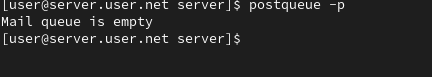 [user@server.user.net server]$ postqueue -p
Mail queue is empty
[user@server.user.net server]$